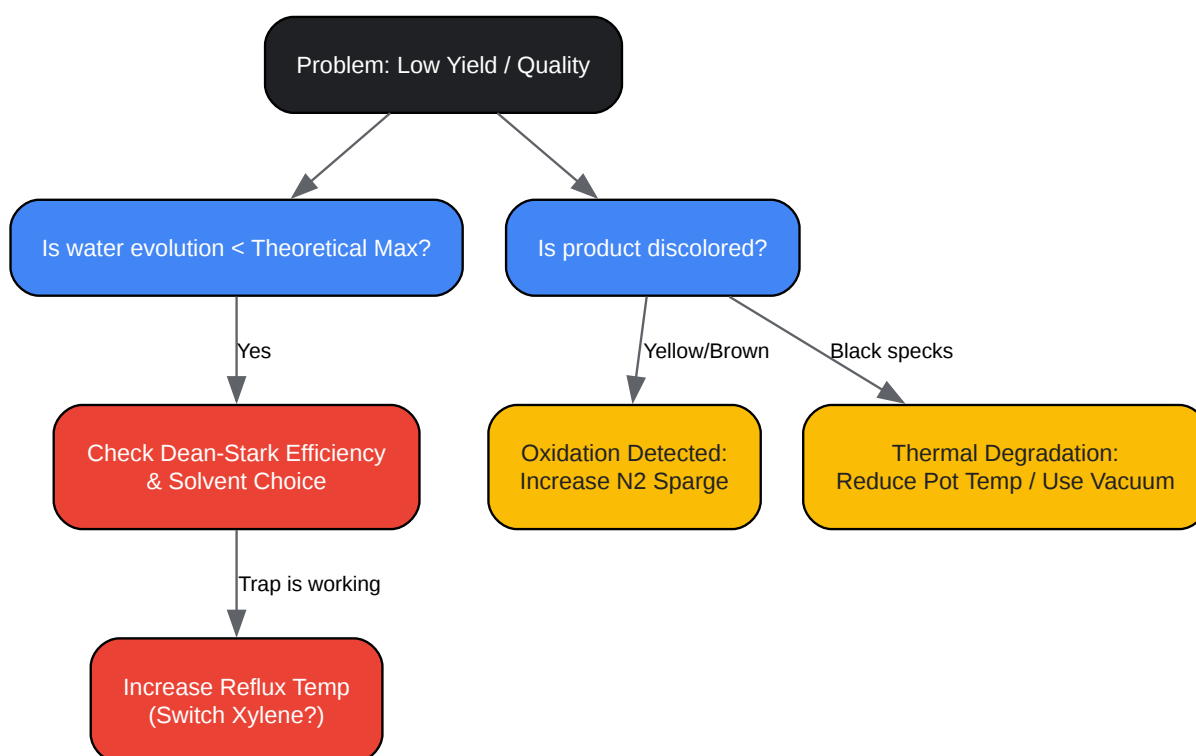 Problem: Low Yield / Quality
Is water evolution < Theoretical Max?
Is product discolored?
Yes
Yellow/Brown
Black specks
Check Dean-Stark Efficiency
& Solvent Choice
Oxidation Detected:
Increase N2 Sparge
Thermal Degradation:
Reduce Pot Temp / Use Vacuum
Trap is working
Increase Reflux Temp
(Switch Xylene?)